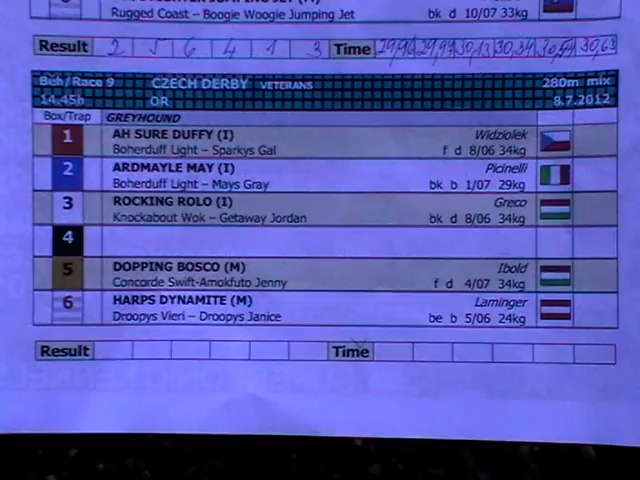 Rugged Coast – Boogie Woogie Jumping Jet bk d 10/07 33kg
Result 2 5 6 4 1 3 Time 29,90 29,97 30,13 30,34 30,54 30,63
Běh/Race 9 CZECH DERBY VETERANS 280m mix
14.45h OR 8.7.2012
Box/Trap GREYHOUND
1 AH SURE DUFFY (I) Widziolek
Boherduff Light – Sparkys Gal f d 8/06 34kg
2 ARDMAYLE MAY (I) Picinelli
Boherduff Light – Mays Gray bk b 1/07 29kg
3 ROCKING ROLO (I) Greco
Knockabout Wok – Getaway Jordan bk d 8/06 34kg
4
5 DOPPING BOSCO (M) Ibold
Concorde Swift-Amokfuto Jenny f d 4/07 34kg
6 HARPS DYNAMITE (M) Laminger
Droopys Vieri – Droopys Janice be b 5/06 24kg
Result Time